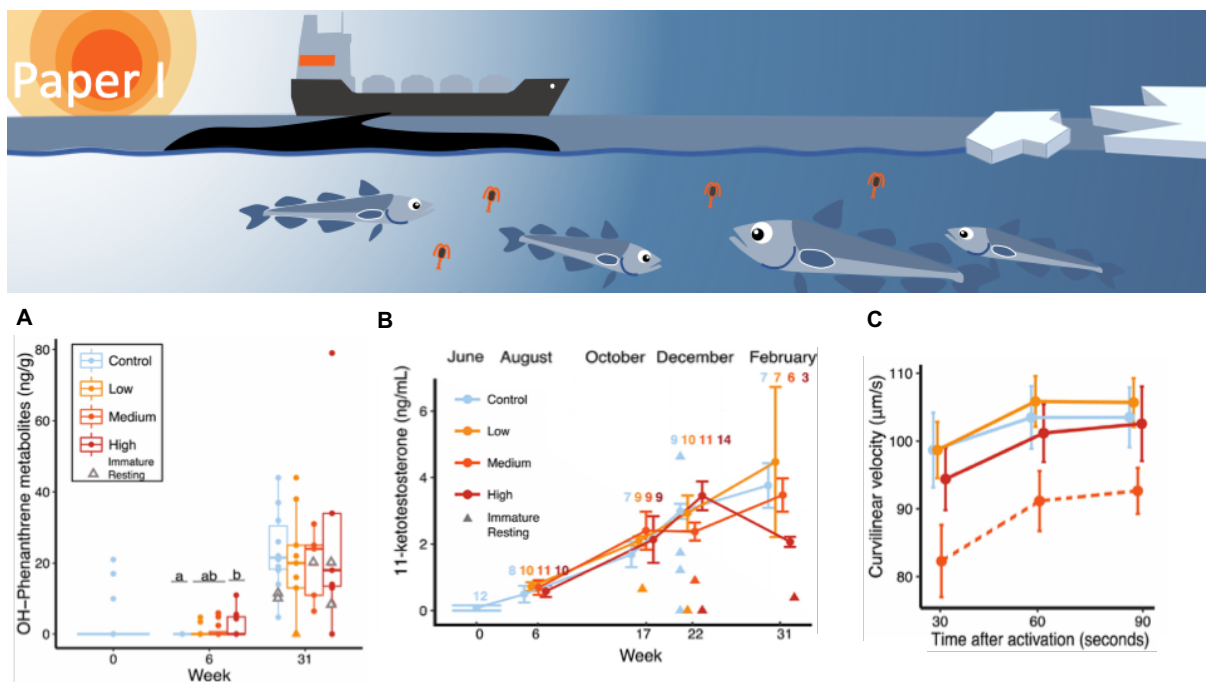 Paper I
A
OH-Phenanthrene metabolites (ng/g)
80
60
40
20
0
Control
Low
Medium
High
Immature
Resting
a ab b
0 6 31
Week
B
June August October December February
11-ketotestosterone (ng/mL)
6
4
2
0
Control
Low
Medium
High
Immature
Resting
12
8 10 11 10
7 9 9 9
9 10 11 14
7 7 6 3
0 6 17 22 31
Week
C
Curvilinear velocity (µm/s)
110
100
90
80
30 60 90
Time after activation (seconds)